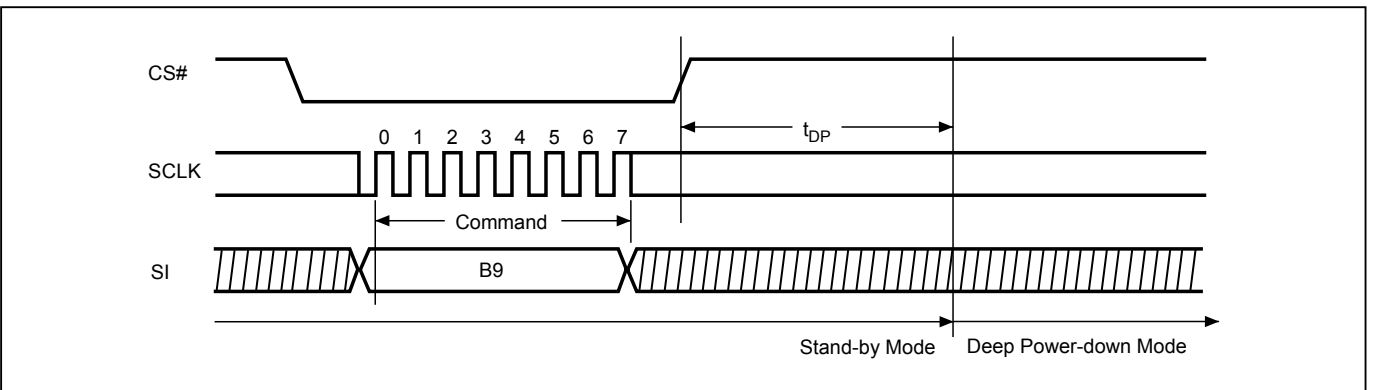 CS#
tDP
0 1 2 3 4 5 6 7
SCLK
Command
SI
B9
Stand-by Mode
Deep Power-down Mode